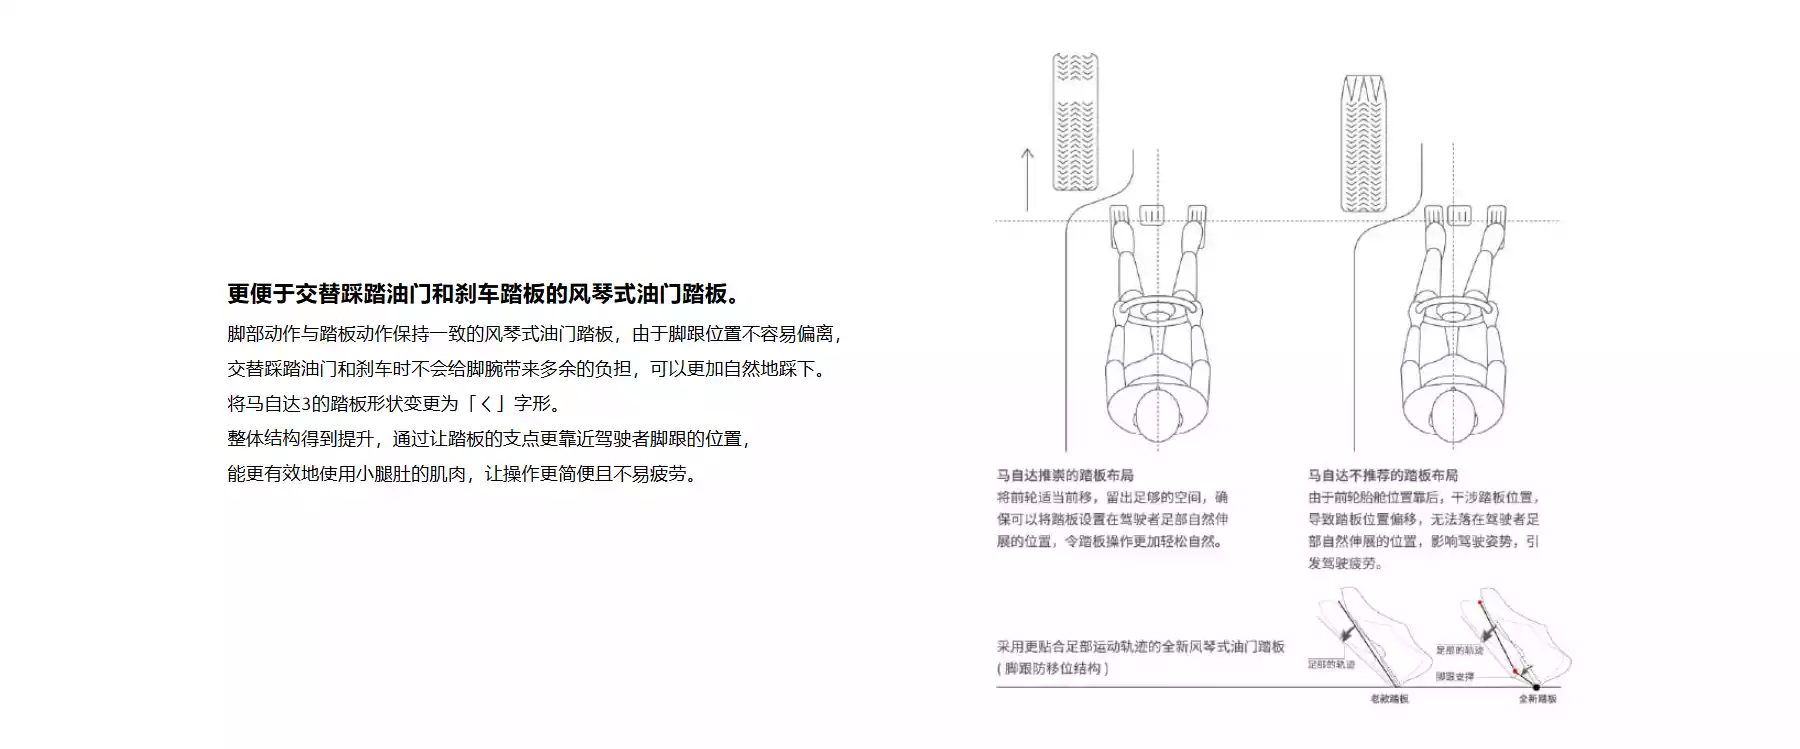 更便于交替踩踏油门和刹车踏板的风琴式油门踏板。
脚部动作与踏板动作保持一致的风琴式油门踏板，由于脚跟位置不容易偏离，
交替踩踏油门和刹车时不会给脚腕带来多余的负担，可以更加自然地踩下。
将马自达3的踏板形状变更为「く」字形。
整体结构得到提升，通过让踏板的支点更靠近驾驶者脚跟的位置，
能更有效地使用小腿肚的肌肉，让操作更简便且不易疲劳。
马自达推崇的踏板布局
将前轮适当前移，留出足够的空间，确
保可以将踏板设置在驾驶者足部自然伸
展的位置，令踏板操作更加轻松自然。
马自达不推荐的踏板布局
由于前轮胎舱位置靠后，干涉踏板位置，
导致踏板位置偏移，无法落在驾驶者足
部自然伸展的位置，影响驾驶姿势，引
发驾驶疲劳。
采用更贴合足部运动轨迹的全新风琴式油门踏板
(脚跟防移位结构)
足部的轨迹
老款踏板
足部的轨迹
脚跟支撑
全新踏板